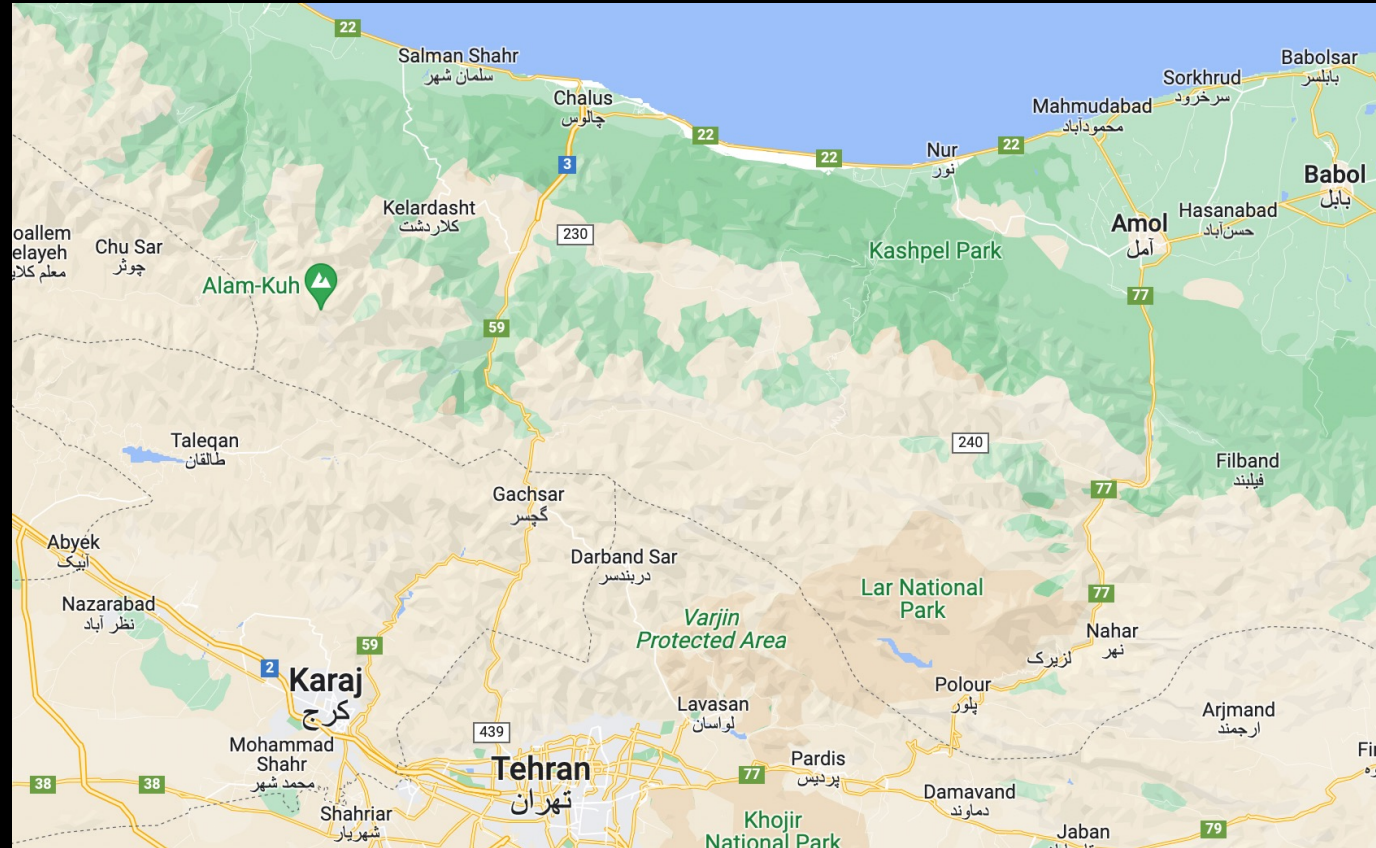 22
Salman Shahr
سلمان شهر
Chalus
چالوس
Babolsar
بابلسر
Sorkhrud
سرخرود
Mahmudabad
محمودآباد
22
22
22
Nur
نور
3
Babol
بابل
Kelardasht
کلاردشت
230
Amol
آمل
Hasanabad
حسن‌آباد
oallem
elayeh
Chu Sar
چوثر
Kashpel Park
Alam-Kuh
77
59
Taleqan
طالقان
240
Filband
فیلبند
77
Gachsar
گچسر
Abyek
آبیک
Darband Sar
دربندسر
Lar National
Park
77
Nazarabad
نظر آباد
Varjin
Protected Area
Nahar
نهر
لزیرک
59
2
Karaj
کرج
Polour
پلور
Lavasan
لواسان
Arjmand
ارجمند
439
Mohammad
Shahr
محمد شهر
Tehran
تهران
77
Pardis
پردیس
38
38
Damavand
دماوند
Shahriar
شهریار
Khojir
National Park
Jaban
79